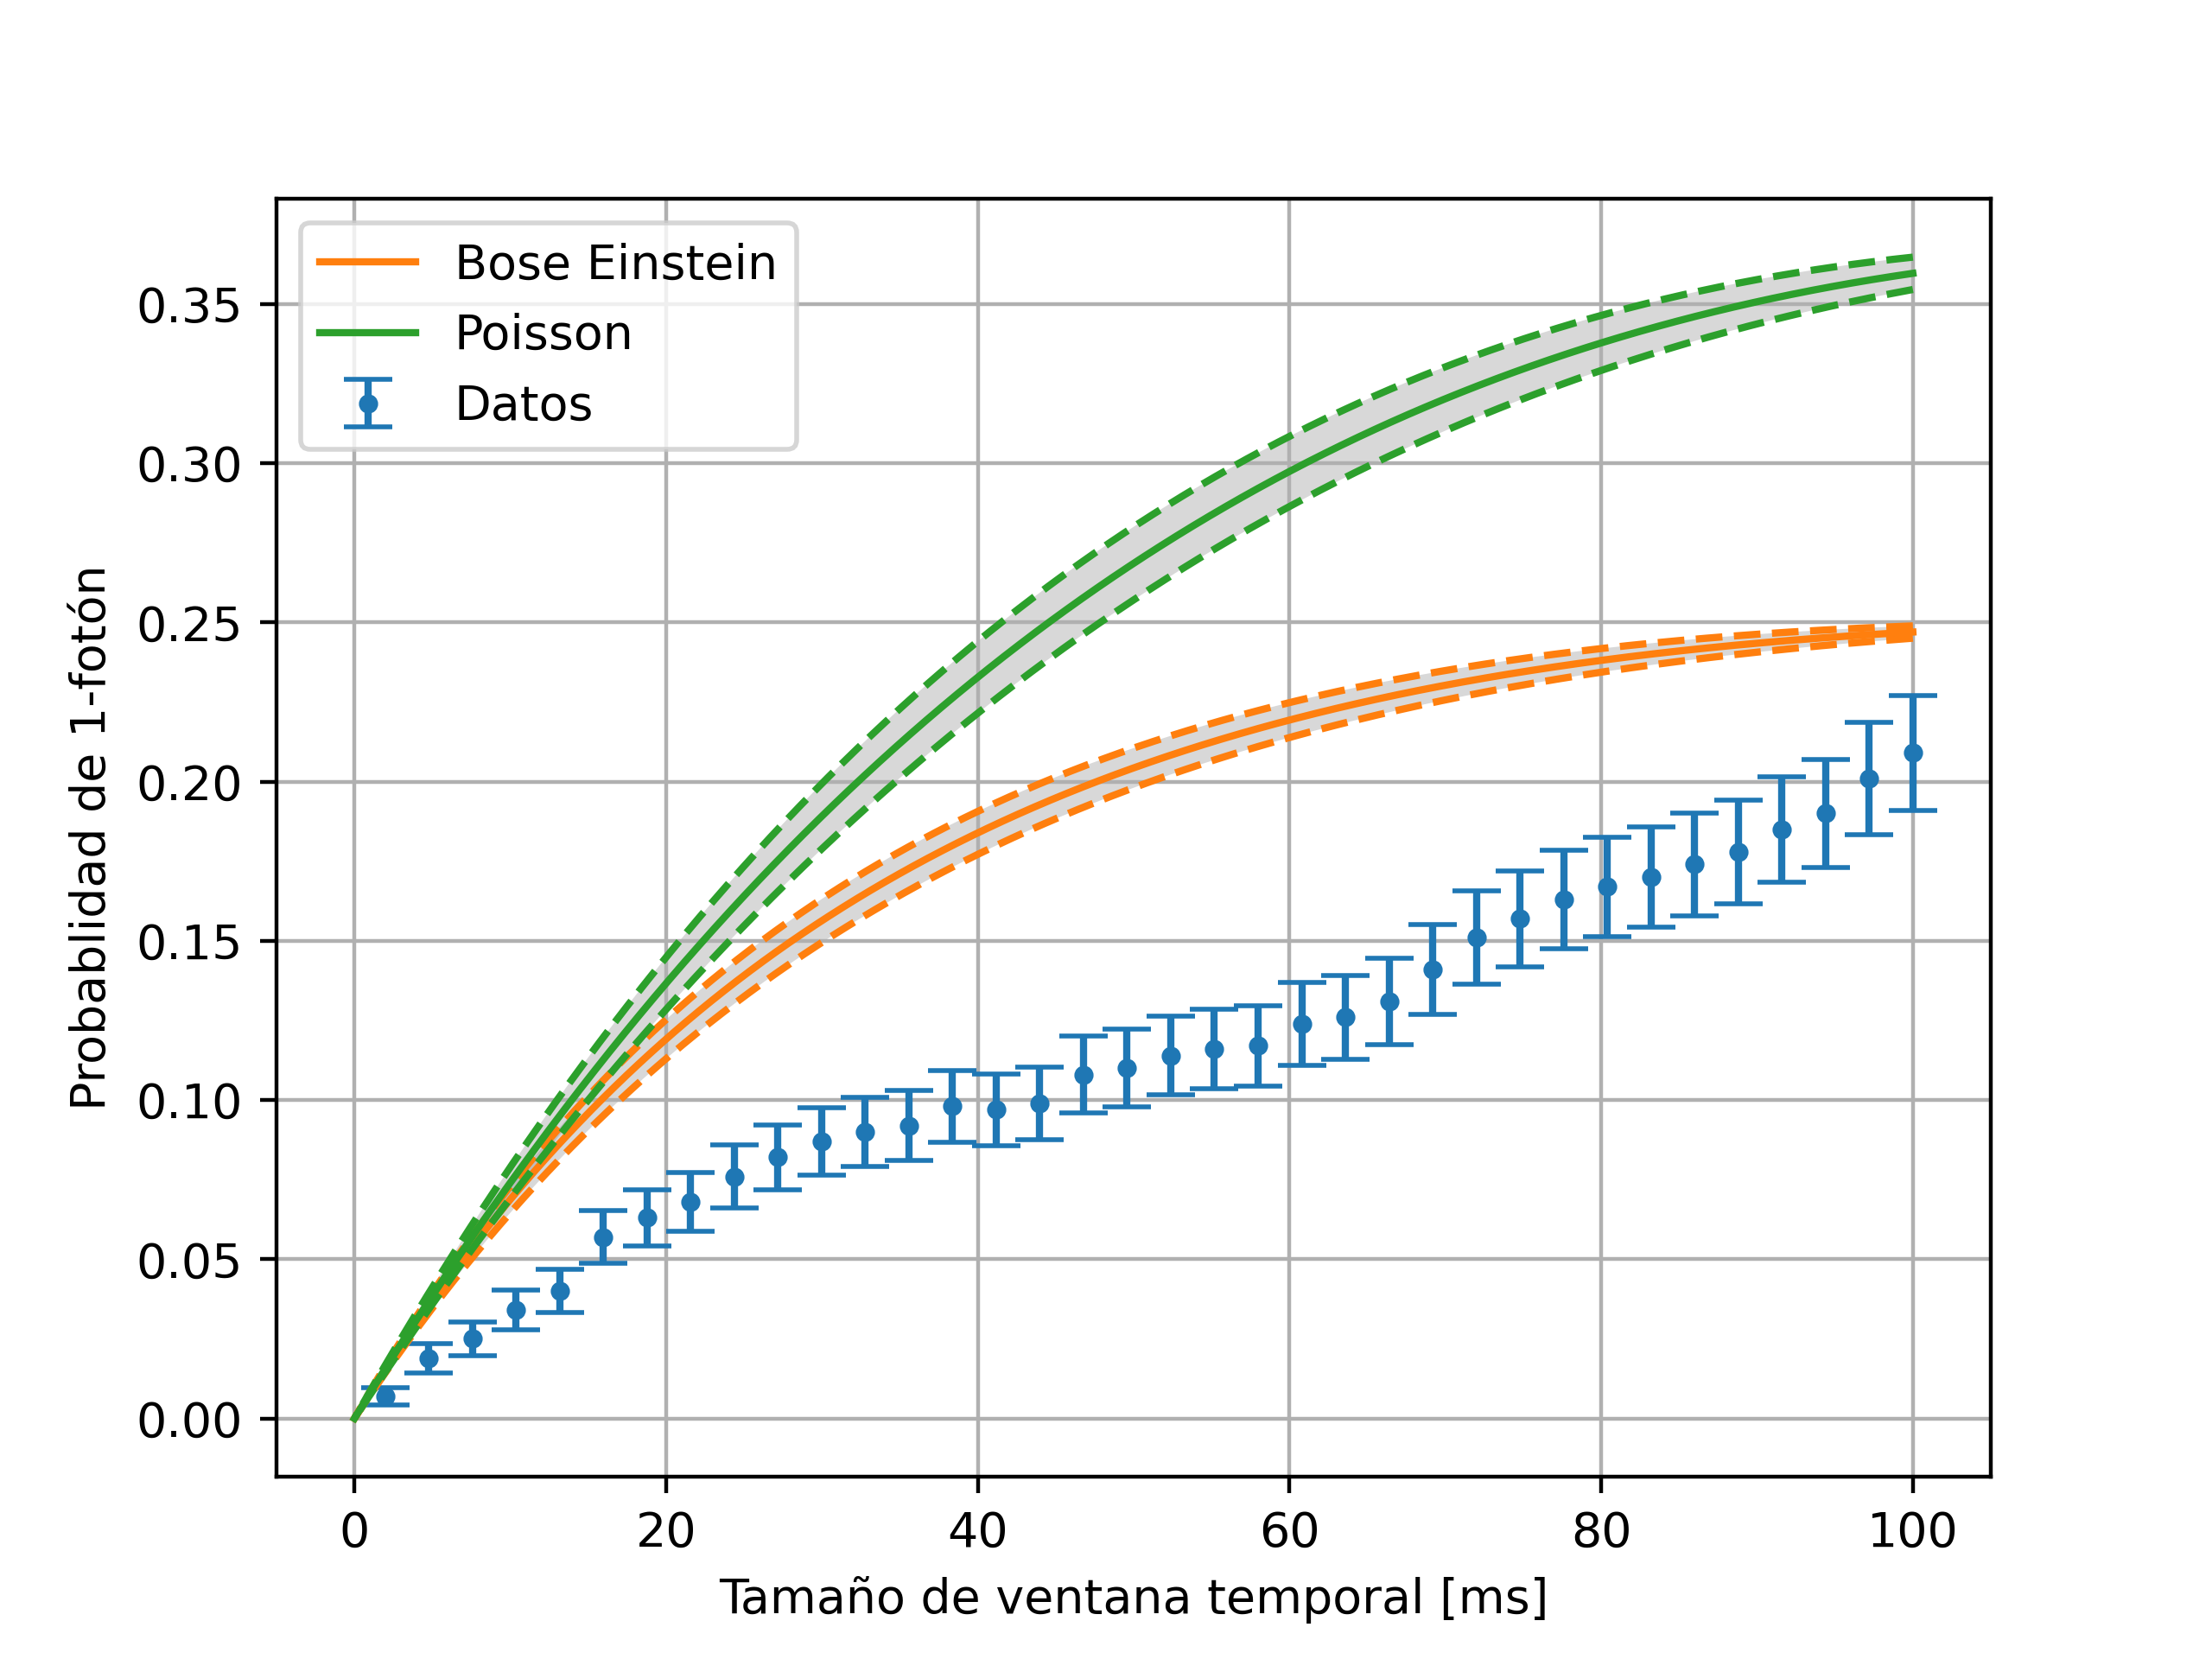 Bose Einstein
Poisson
Datos
0.35
0.30
0.25
0.20
0.15
0.10
0.05
0.00
Probablidad de 1-fotón
0 20 40 60 80 100
Tamaño de ventana temporal [ms]